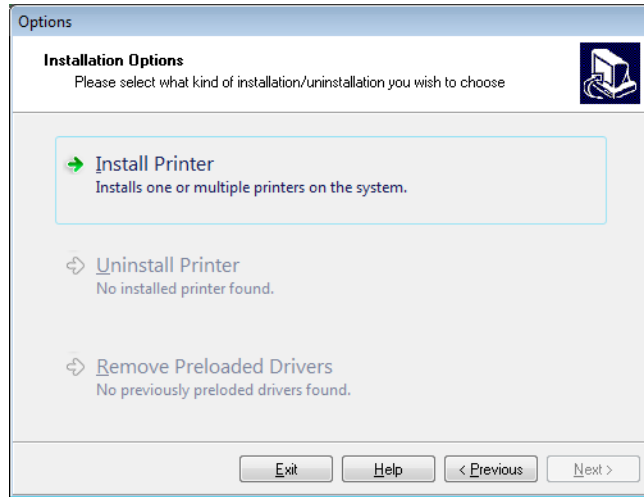 Options
Installation Options
Please select what kind of installation/uninstallation you wish to choose
Install Printer
Installs one or multiple printers on the system.
Uninstall Printer
No installed printer found.
Remove Preloaded Drivers
No previously preloded drivers found.
Exit Help < Previous Next >